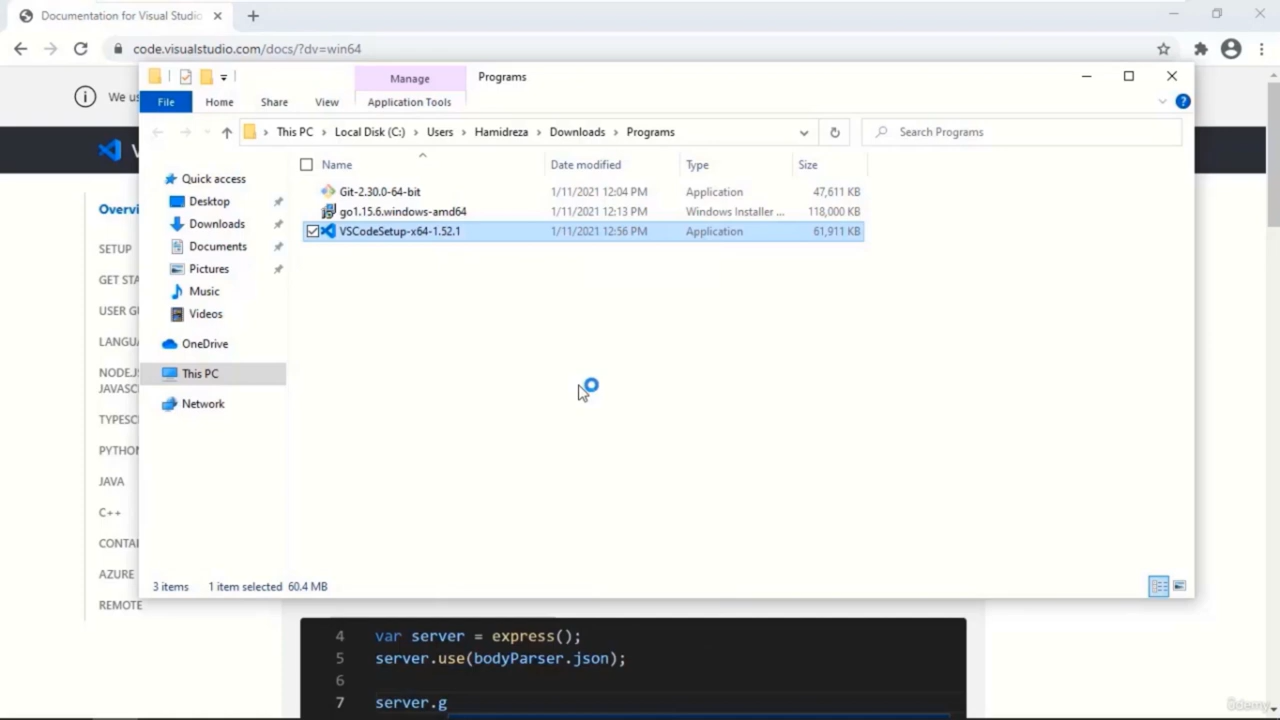 Documentation for Visual Studio
code.visualstudio.com/docs/?dv=win64
We us
Manage
Programs
File
Home
Share
View
Application Tools
This PC > Local Disk (C:) > Users > Hamidreza > Downloads > Programs
Search Programs
Name
Date modified
Type
Size
Git-2.30.0-64-bit 1/11/2021 12:04 PM Application 47,611 KB
go1.15.6.windows-amd64 1/11/2021 12:13 PM Windows Installer ... 118,000 KB
VSCodeSetup-x64-1.52.1 1/11/2021 12:56 PM Application 61,911 KB
Quick access
Desktop
Downloads
Documents
Pictures
Music
Videos
OneDrive
This PC
Network
3 items 1 item selected 60.4 MB
Overvi
SETUP
GET STA
USER GU
LANGUA
NODE.JS
JAVASC
TYPESC
PYTHON
JAVA
C++
CONTAI
AZURE
REMOTE
4 var server = express();
5 server.use(bodyParser.json);
6
7 server.g
ûdemy